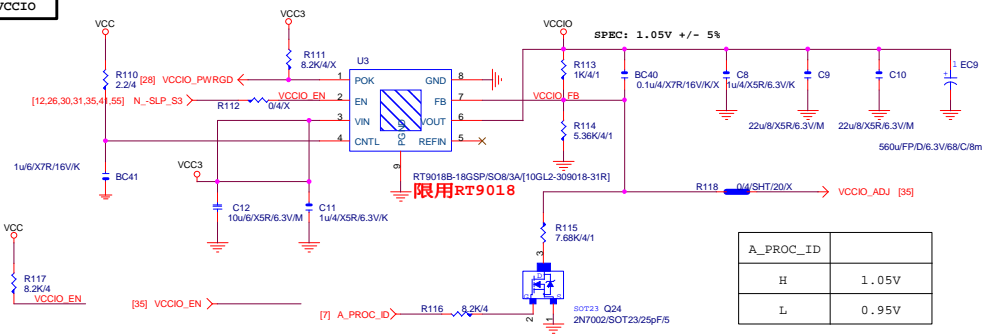 VCCIO
VCC
VCC3
VCCIO
SPEC: 1.05V +/- 5%
R110
2.2/4
R111
8.2K/4/X
U3
[28] VCCIO_PWRGD
[12,26,30,31,35,41,55] N_-SLP_S3
R112
0/4/X
VCCIO_EN
1 POK
2 EN
3 VIN
4 CNTL
GND 8
FB 7
VOUT 6
REFIN 5
PGND
9
VCCIO_FB
R113
1K/4/1
R114
5.36K/4/1
BC40
0.1u/4/X7R/16V/K/X
C8
1u/4/X5R/6.3V/K
C9
22u/8/X5R/6.3V/M
C10
22u/8/X5R/6.3V/M
1 EC9
+
560u/FP/D/6.3V/68/C/8m
1u/6/X7R/16V/K
BC41
VCC3
C12
10u/6/X5R/6.3V/M
C11
1u/4/X5R/6.3V/K
RT9018B-18GSP/SO8/3A/[10GL2-309018-31R]
限用RT9018
R118
0/4/SHT/20/X
VCCIO_ADJ [35]
VCC
R117
8.2K/4
VCCIO_EN
[35] VCCIO_EN
[7] A_PROC_ID
R116
8.2K/4
R115
7.68K/4/1
3
D
G
S
2
1
SOT23 Q24
2N7002/SOT23/25pF/5
A_PROC_ID
H 1.05V
L 0.95V